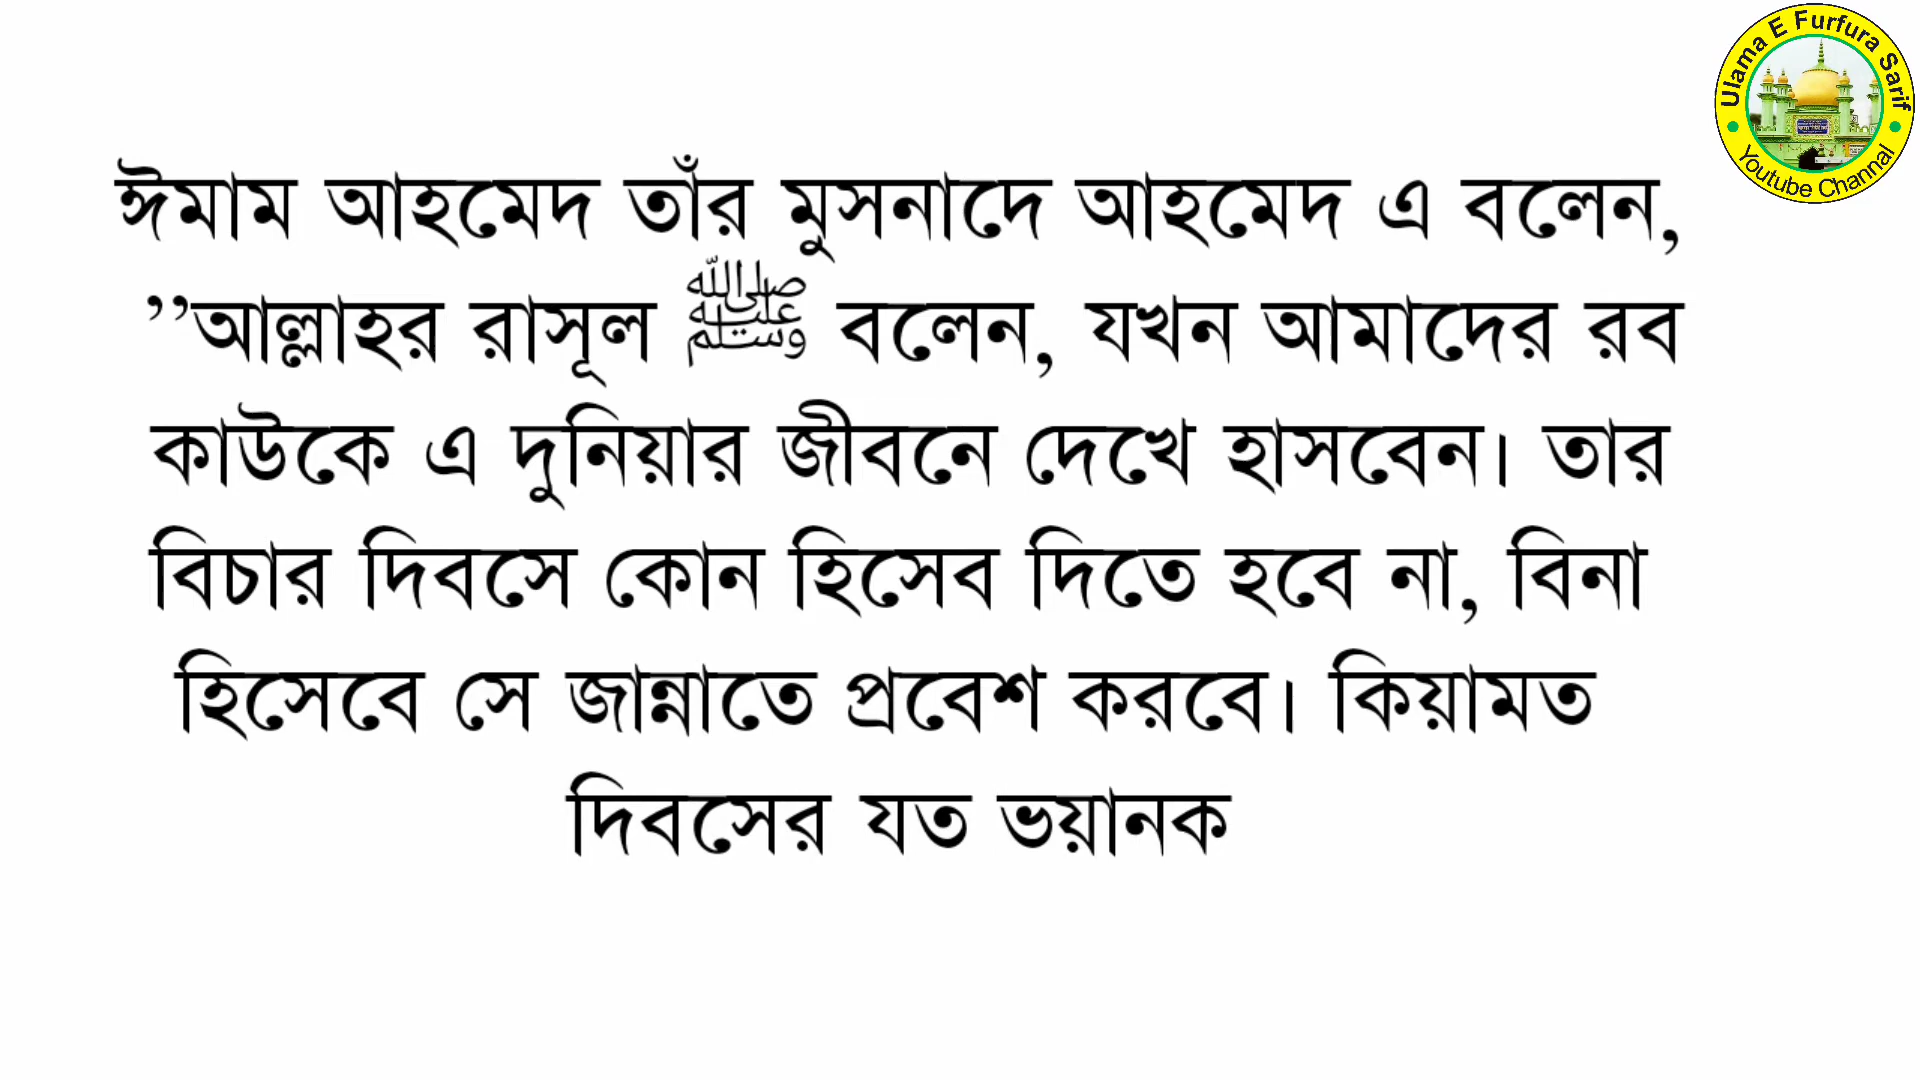 Ulama E Furfura Sarif
Youtube Channal
ঈমাম আহমেদ তাঁর মুসনাদে আহমেদ এ বলেন,
’’আল্লাহর রাসূল ﷺ বলেন, যখন আমাদের রব
কাউকে এ দুনিয়ার জীবনে দেখে হাসবেন। তার
বিচার দিবসে কোন হিসেব দিতে হবে না, বিনা
হিসেবে সে জান্নাতে প্রবেশ করবে। কিয়ামত
দিবসের যত ভয়ানক